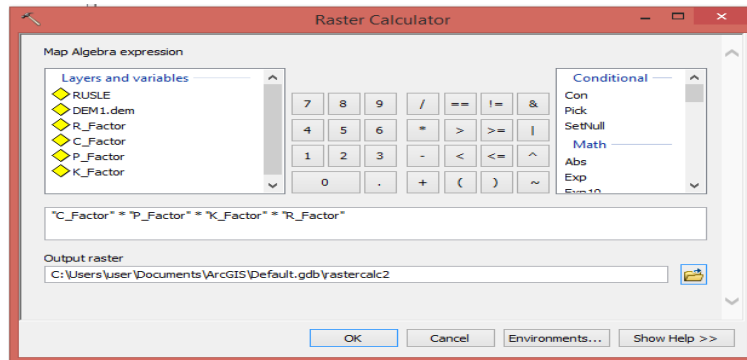 Raster Calculator
Map Algebra expression
Layers and variables
RUSLE
DEM1.dem
R_Factor
C_Factor
P_Factor
K_Factor
7 8 9 / == != &
4 5 6 * > >= |
1 2 3 - < <= ^
0 . + ( ) ~
Conditional
Con
Pick
SetNull
Math
Abs
Exp
Exp10
"C_Factor" * "P_Factor" * "K_Factor" * "R_Factor"
Output raster
C:\Users\user\Documents\ArcGIS\Default.gdb\rastercalc2
OK Cancel Environments... Show Help >>